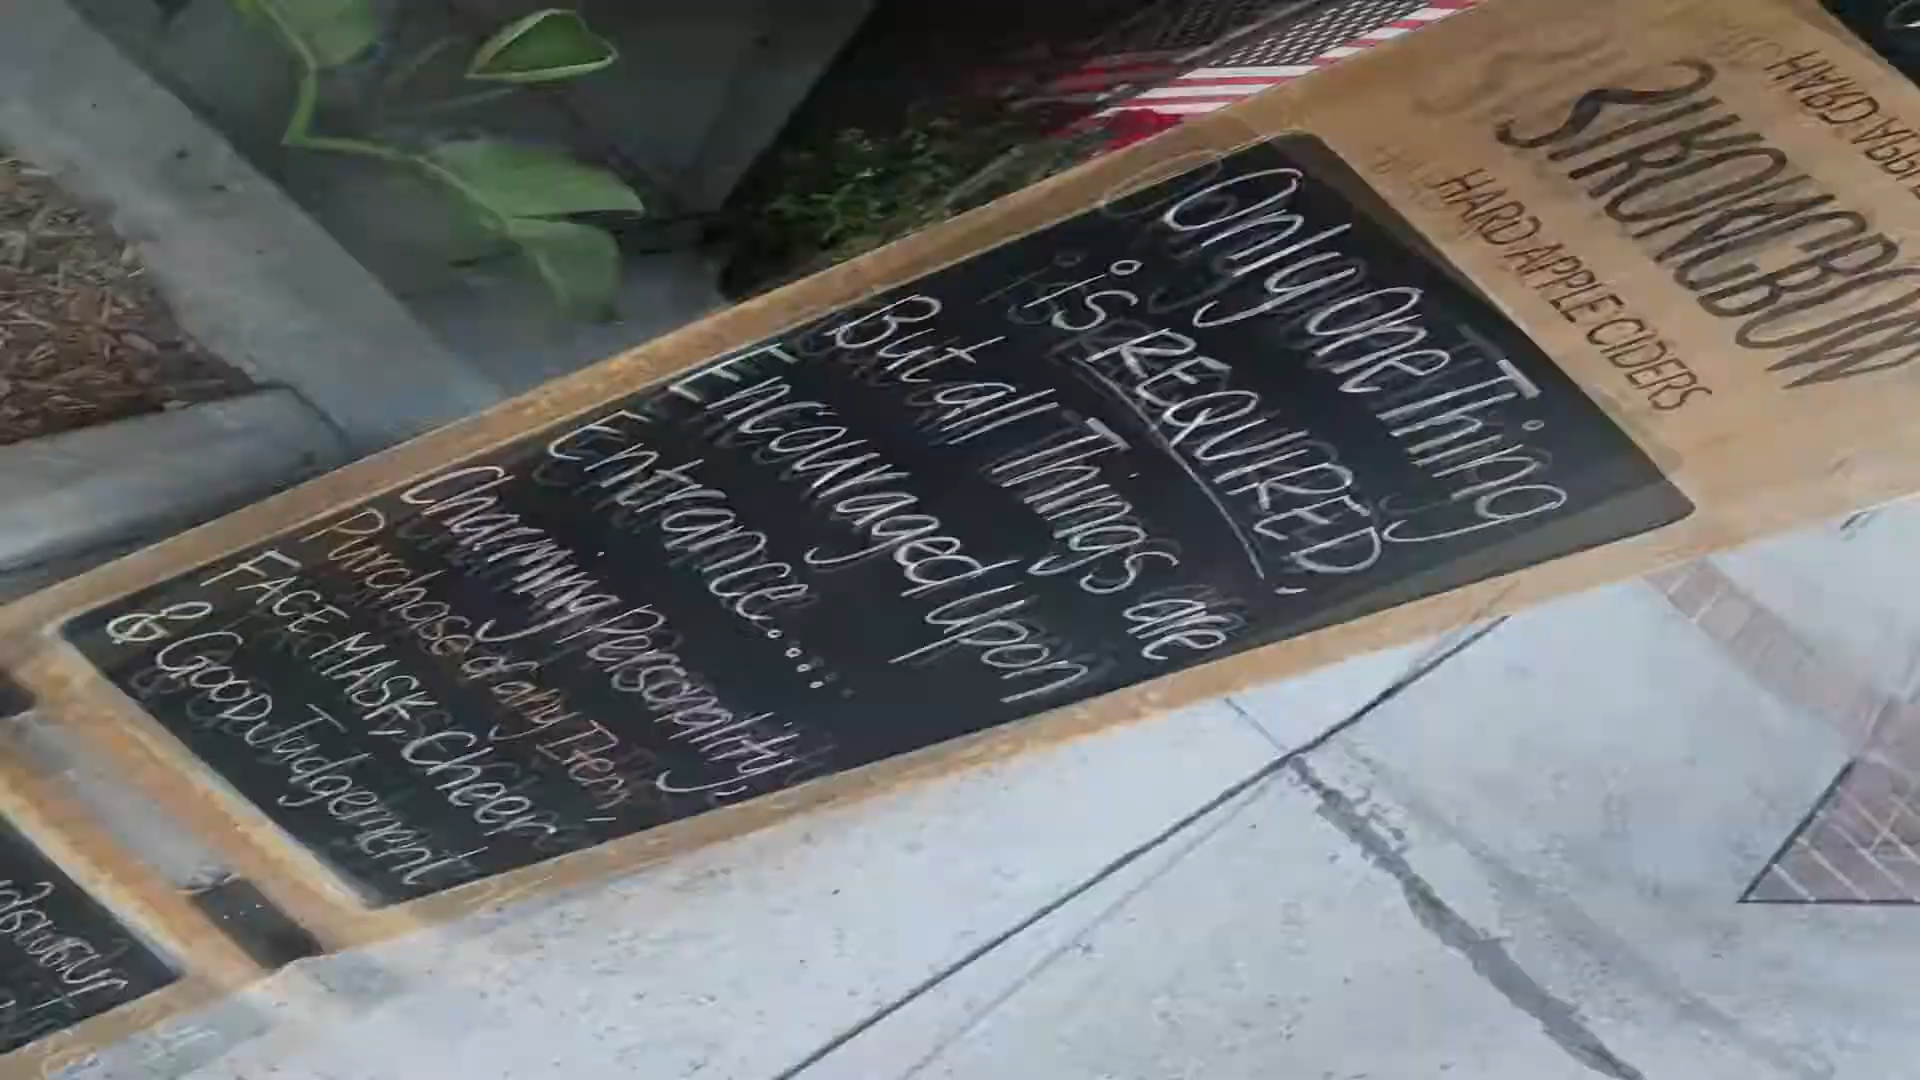 STRONGBOW
HARD APPLE CIDERS
Only One Thing
is REQUIRED,
But all Things are
Encouraged Upon
Entrance.....
Charming Personality,
Purchase of any Item,
FACE MASK, Cheer
& GOOD Judgement